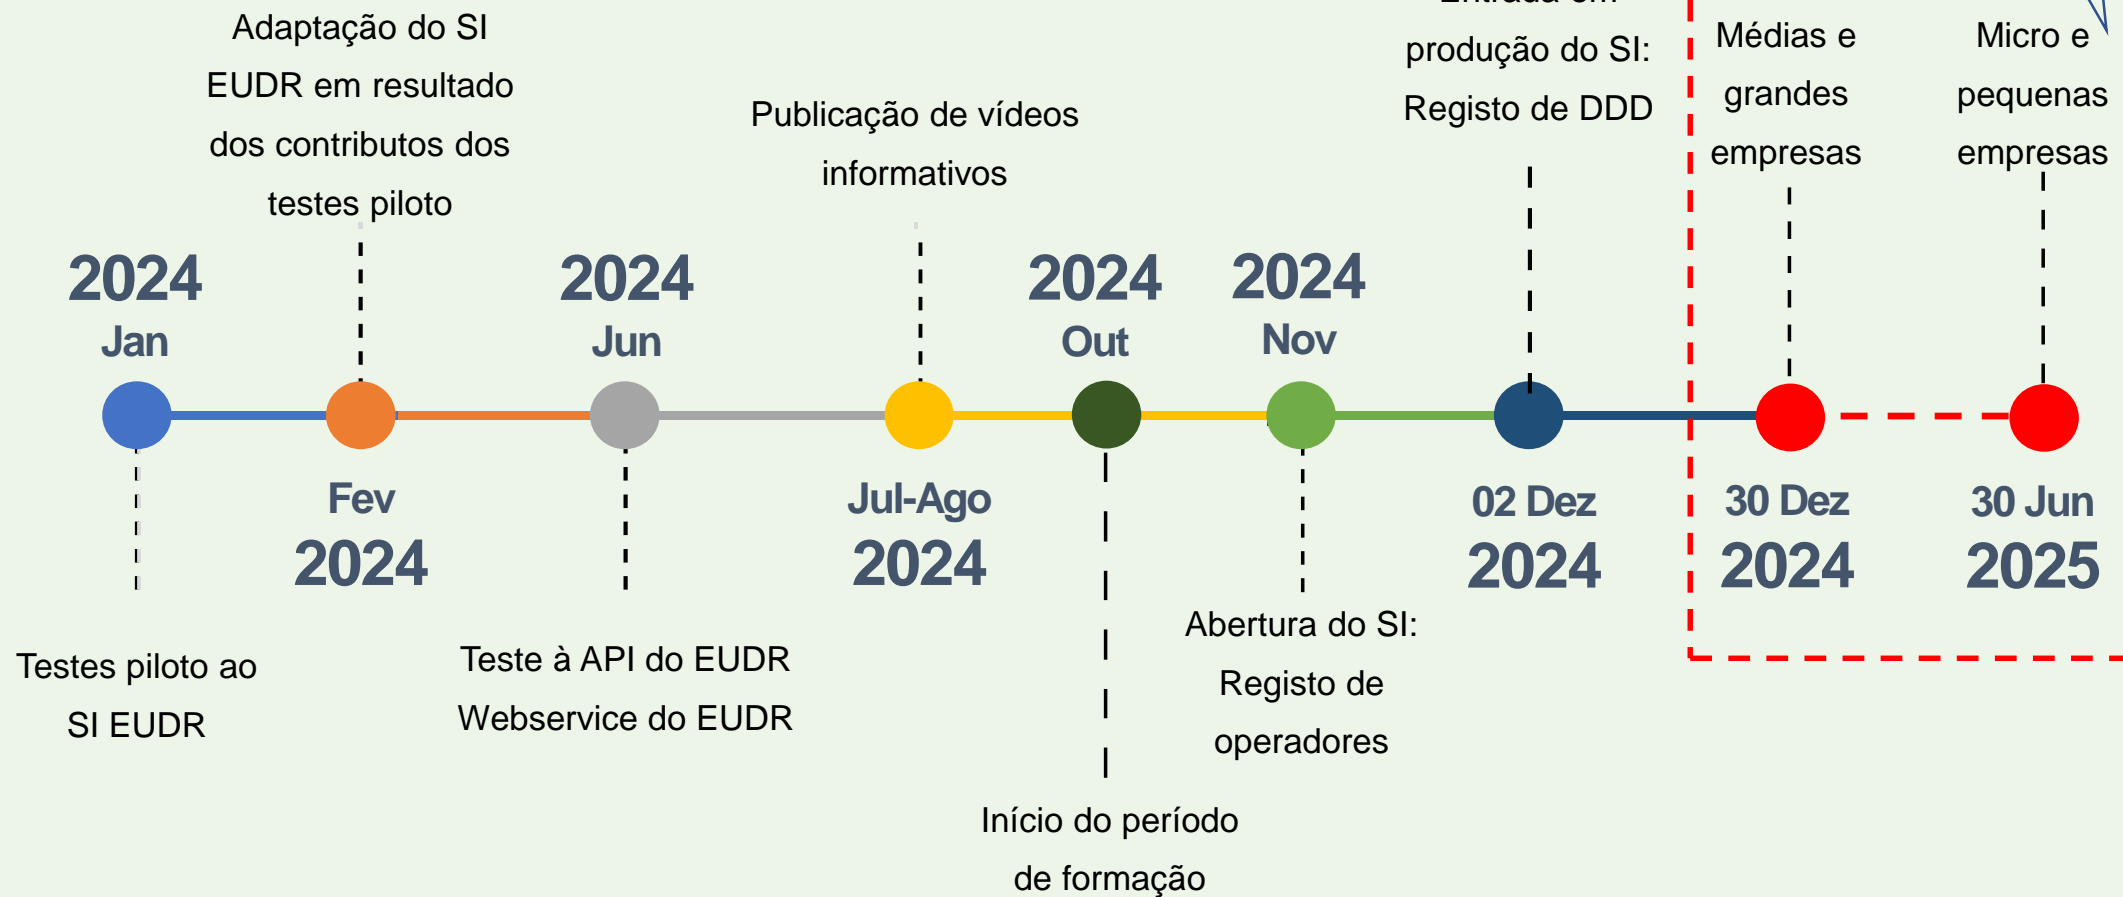 Adaptação do SI
EUDR em resultado
dos contributos dos
testes piloto
Publicação de vídeos
informativos
Entrada em
produção do SI:
Registo de DDD
Médias e
grandes
empresas
Micro e
pequenas
empresas
2024
Jan
2024
Jun
2024
Out
2024
Nov
Fev
2024
Jul-Ago
2024
02 Dez
2024
30 Dez
2024
30 Jun
2025
Testes piloto ao
SI EUDR
Teste à API do EUDR
Webservice do EUDR
Abertura do SI:
Registo de
operadores
Início do período
de formação